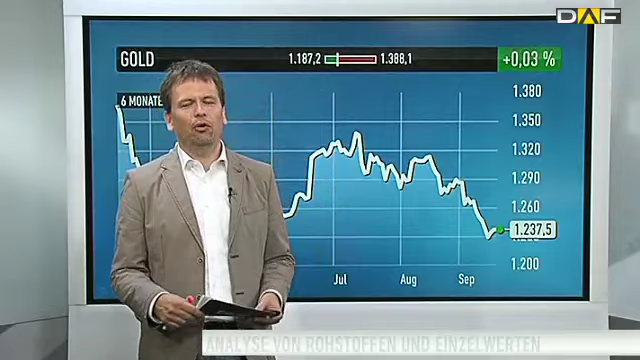 DAF
GOLD
1.187,2
1.388,1
+0,03 %
6 MONATE
1.380
1.350
1.320
1.290
1.260
1.237,5
1.200
Jul
Aug
Sep
ANALYSE VON ROHSTOFFEN UND EINZELWERTEN